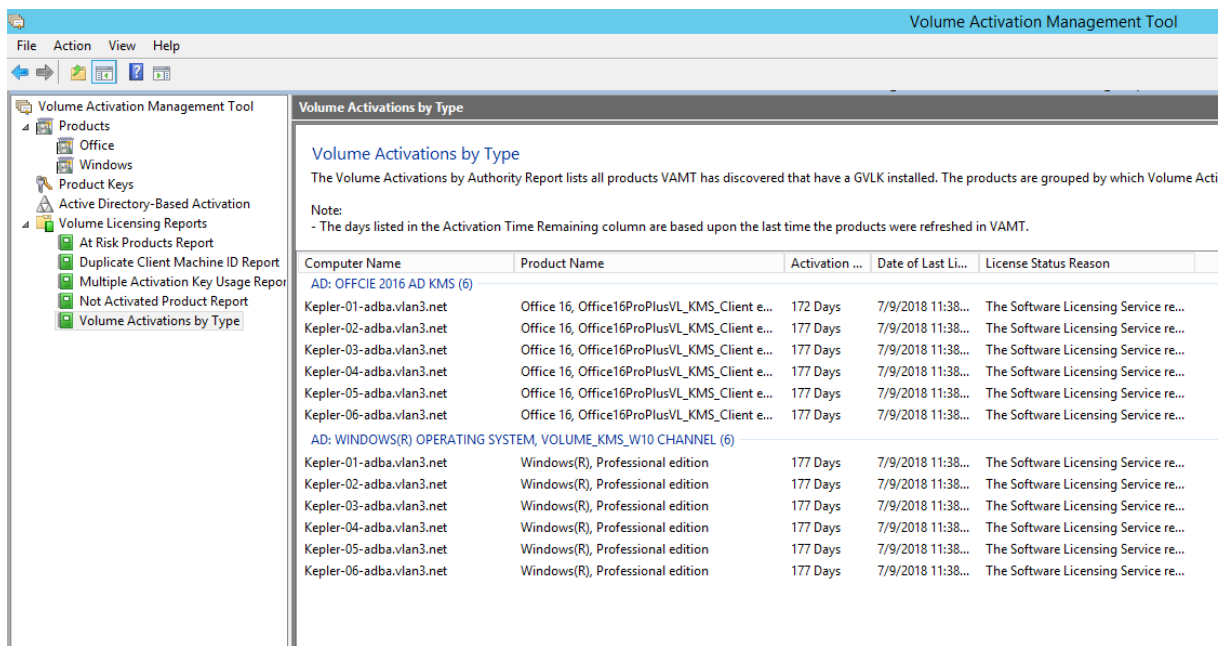 Volume Activation Management Tool
File Action View Help
Volume Activation Management Tool
Products
Office
Windows
Product Keys
Active Directory-Based Activation
Volume Licensing Reports
At Risk Products Report
Duplicate Client Machine ID Report
Multiple Activation Key Usage Repor
Not Activated Product Report
Volume Activations by Type
Volume Activations by Type
Volume Activations by Type
The Volume Activations by Authority Report lists all products VAMT has discovered that have a GVLK installed. The products are grouped by which Volume Acti
Note:
- The days listed in the Activation Time Remaining column are based upon the last time the products were refreshed in VAMT.
Computer Name Product Name Activation ... Date of Last Li... License Status Reason
AD: OFFCIE 2016 AD KMS (6)
Kepler-01-adba.vlan3.net Office 16, Office16ProPlusVL_KMS_Client e... 172 Days 7/9/2018 11:38... The Software Licensing Service re...
Kepler-02-adba.vlan3.net Office 16, Office16ProPlusVL_KMS_Client e... 177 Days 7/9/2018 11:38... The Software Licensing Service re...
Kepler-03-adba.vlan3.net Office 16, Office16ProPlusVL_KMS_Client e... 177 Days 7/9/2018 11:38... The Software Licensing Service re...
Kepler-04-adba.vlan3.net Office 16, Office16ProPlusVL_KMS_Client e... 177 Days 7/9/2018 11:38... The Software Licensing Service re...
Kepler-05-adba.vlan3.net Office 16, Office16ProPlusVL_KMS_Client e... 177 Days 7/9/2018 11:38... The Software Licensing Service re...
Kepler-06-adba.vlan3.net Office 16, Office16ProPlusVL_KMS_Client e... 177 Days 7/9/2018 11:38... The Software Licensing Service re...
AD: WINDOWS(R) OPERATING SYSTEM, VOLUME_KMS_W10 CHANNEL (6)
Kepler-01-adba.vlan3.net Windows(R), Professional edition 177 Days 7/9/2018 11:38... The Software Licensing Service re...
Kepler-02-adba.vlan3.net Windows(R), Professional edition 177 Days 7/9/2018 11:38... The Software Licensing Service re...
Kepler-03-adba.vlan3.net Windows(R), Professional edition 177 Days 7/9/2018 11:38... The Software Licensing Service re...
Kepler-04-adba.vlan3.net Windows(R), Professional edition 177 Days 7/9/2018 11:38... The Software Licensing Service re...
Kepler-05-adba.vlan3.net Windows(R), Professional edition 177 Days 7/9/2018 11:38... The Software Licensing Service re...
Kepler-06-adba.vlan3.net Windows(R), Professional edition 177 Days 7/9/2018 11:38... The Software Licensing Service re...